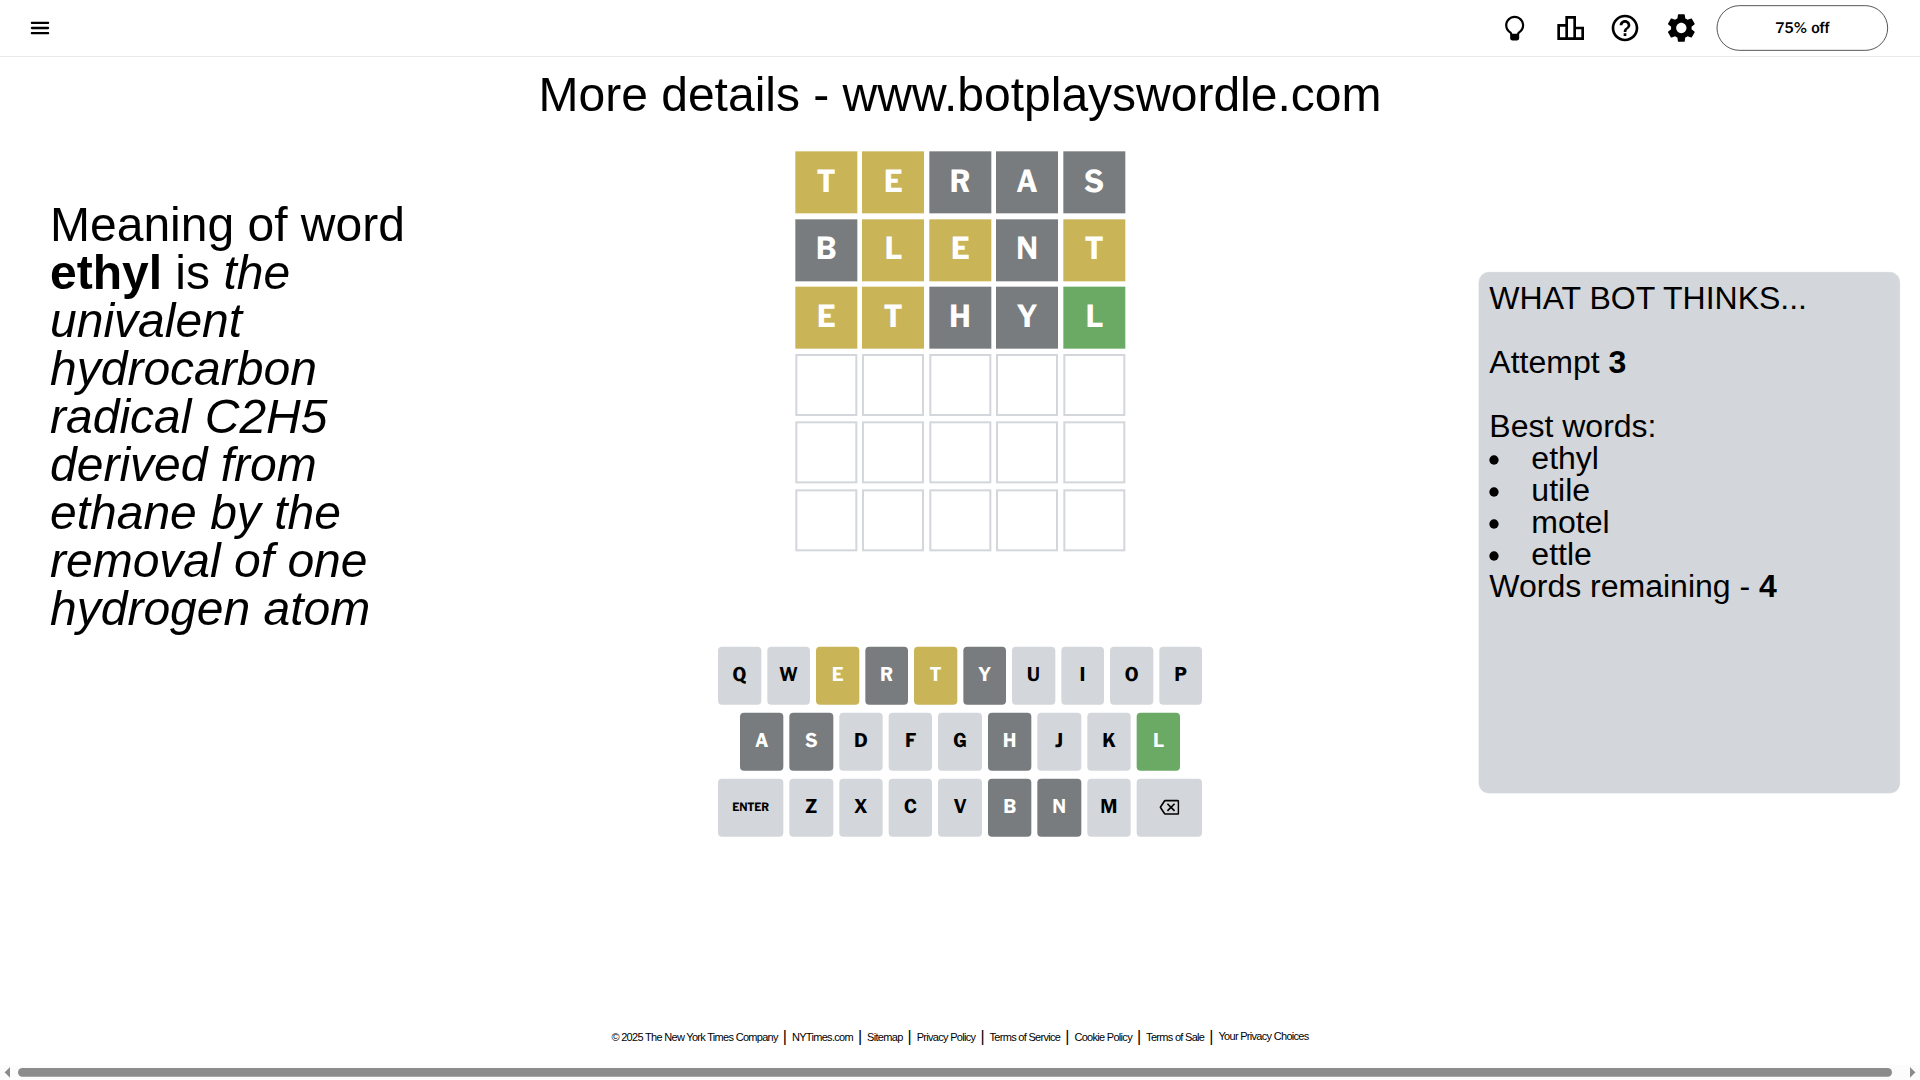 75% off
More details - www.botplayswordle.com
Meaning of word
ethyl is the
univalent
hydrocarbon
radical C2H5
derived from
ethane by the
removal of one
hydrogen atom
T E R A S
B L E N T
E T H Y L
WHAT BOT THINKS...
Attempt 3
Best words:
• ethyl
• utile
• motel
• ettle
Words remaining - 4
Q W E R T Y U I O P
A S D F G H J K L
ENTER Z X C V B N M
© 2025 The New York Times Company | NYTimes.com | Sitemap | Privacy Policy | Terms of Service | Cookie Policy | Terms of Sale | Your Privacy Choices